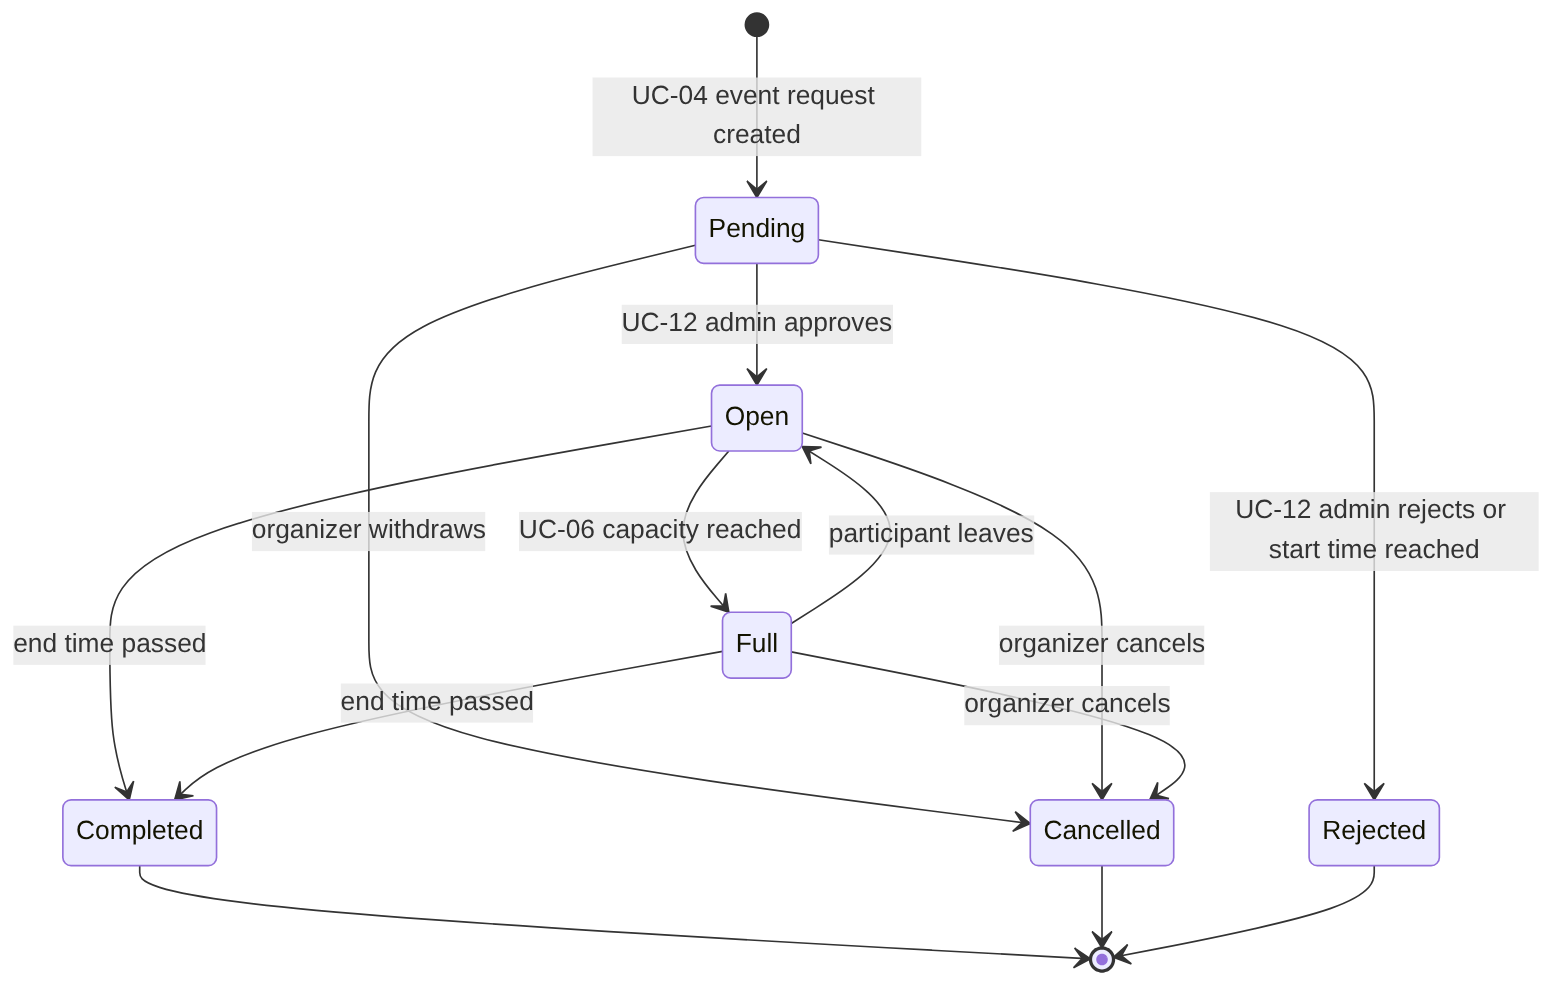 UC-04 event request
created
Pending
UC-12 admin approves
Open
organizer withdraws
UC-06 capacity reached
participant leaves
UC-12 admin rejects or
start time reached
end time passed
Full
organizer cancels
end time passed
organizer cancels
Completed
Cancelled
Rejected